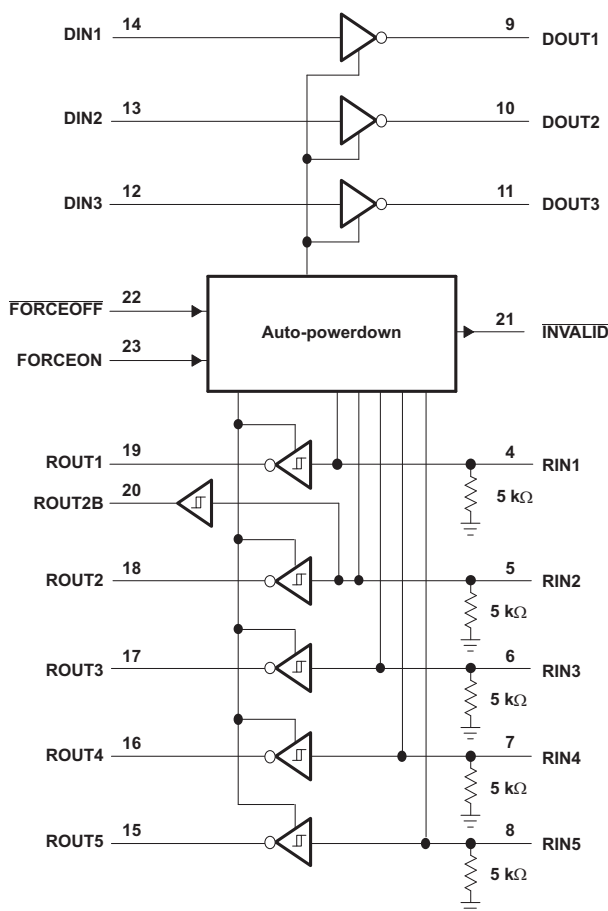 DIN1 14 9 DOUT1
DIN2 13 10 DOUT2
DIN3 12 11 DOUT3
FORCEOFF 22
Auto-powerdown 21 INVALID
FORCEON 23
ROUT1 19 4 RIN1
5 kΩ
ROUT2B 20
ROUT2 18 5 RIN2
5 kΩ
ROUT3 17 6 RIN3
5 kΩ
ROUT4 16 7 RIN4
5 kΩ
ROUT5 15 8 RIN5
5 kΩ